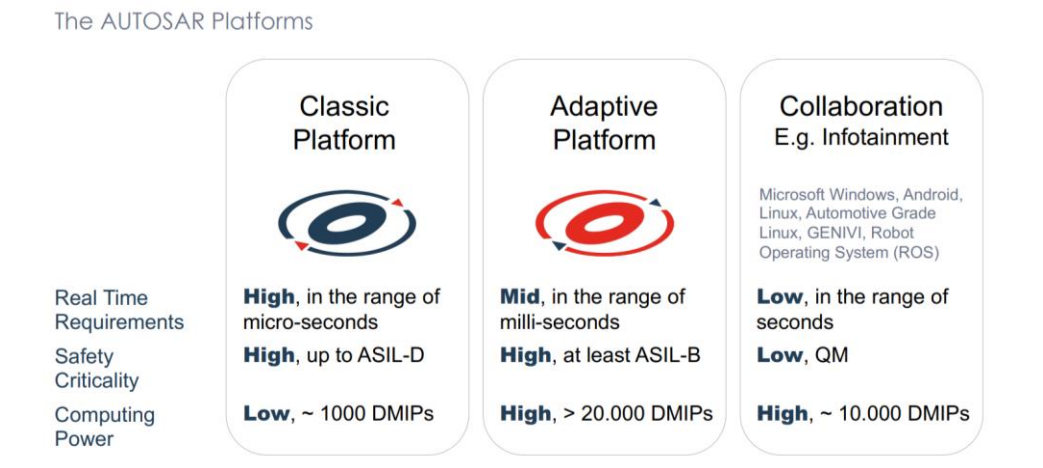 The AUTOSAR Platforms
Classic
Platform
Adaptive
Platform
Collaboration
E.g. Infotainment
Microsoft Windows, Android,
Linux, Automotive Grade
Linux, GENIVI, Robot
Operating System (ROS)
Real Time
Requirements
High, in the range of
micro-seconds
Mid, in the range of
milli-seconds
Low, in the range of
seconds
Safety
Criticality
High, up to ASIL-D
High, at least ASIL-B
Low, QM
Computing
Power
Low, ~ 1000 DMIPs
High, > 20.000 DMIPs
High, ~ 10.000 DMIPs